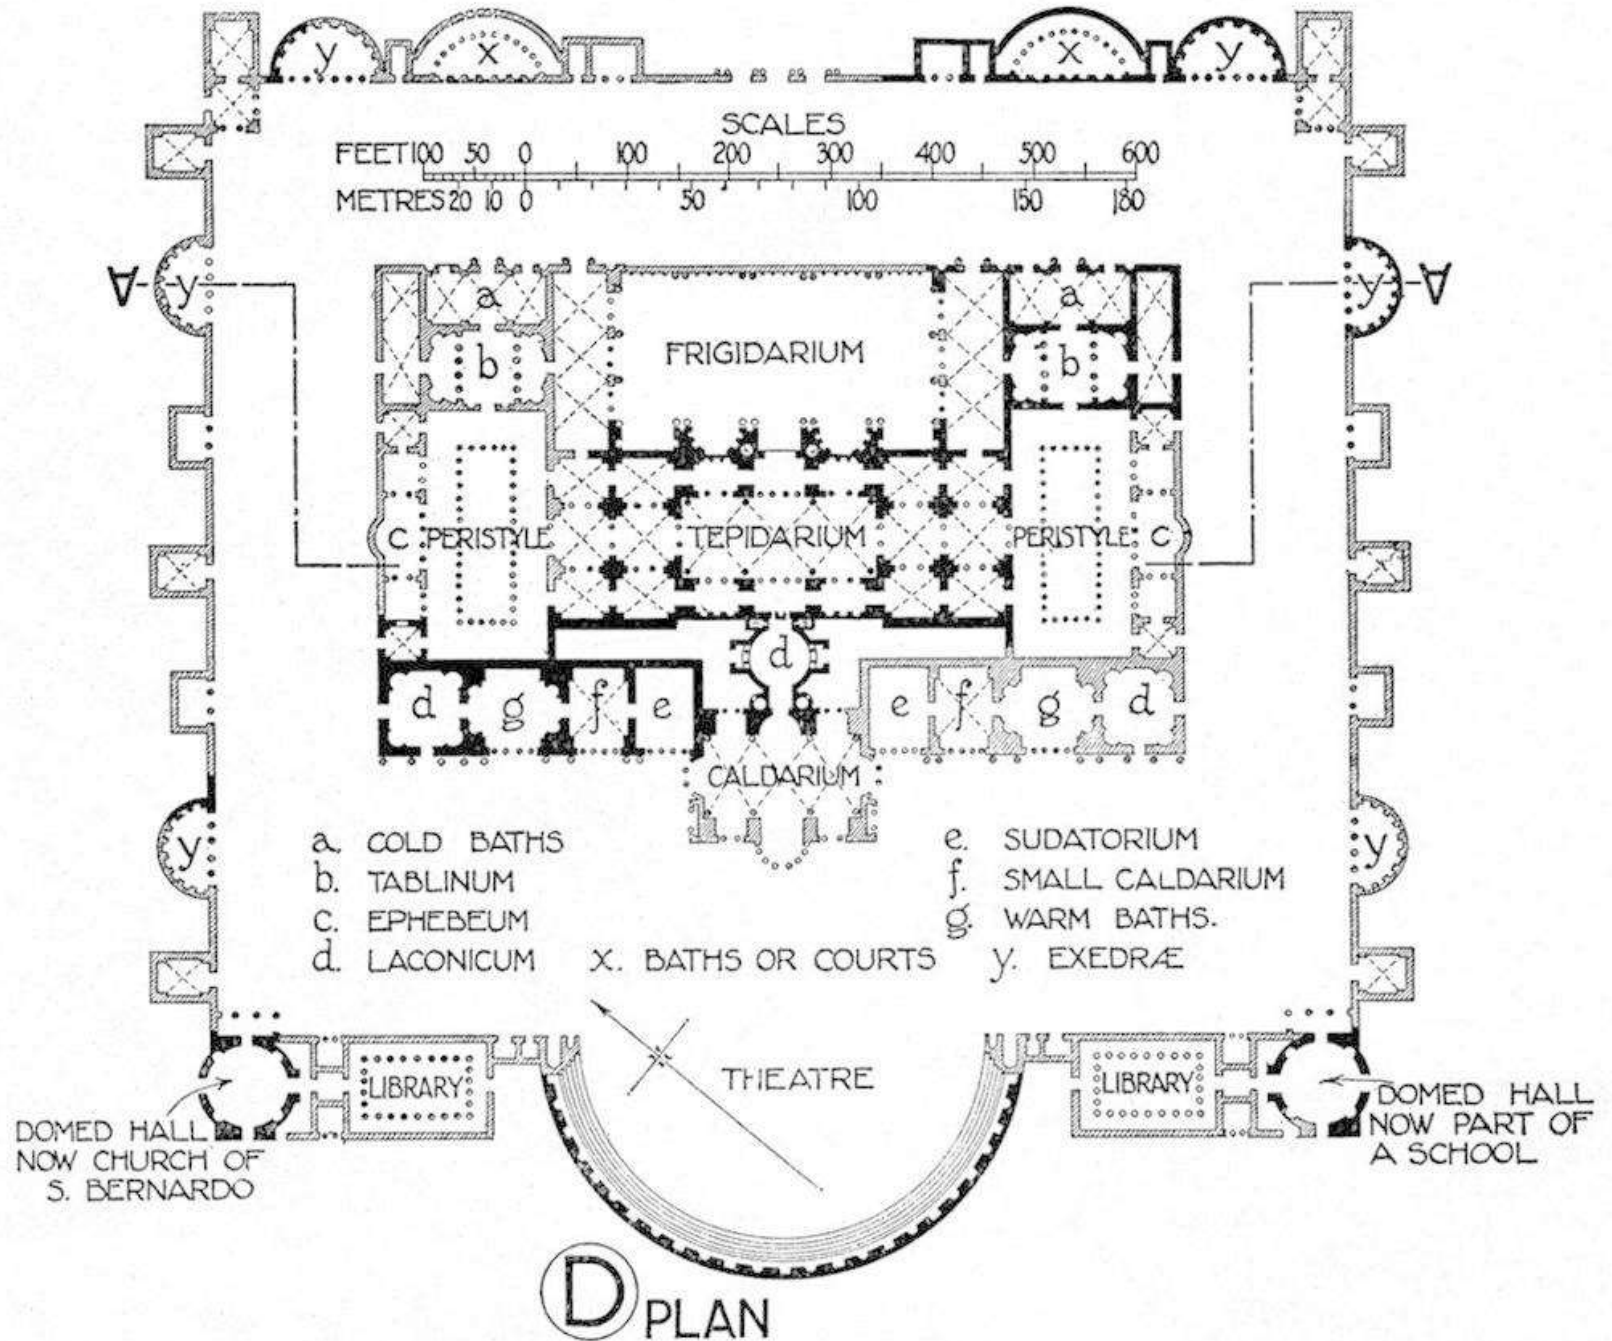 y x x y
SCALES
FEET 100 50 0 100 200 300 400 500 600
METRES 20 10 0 50 100 150 180
A y y A
a a
b FRIGIDARIUM b
c PERISTYLE TEPIDARIUM PERISTYLE c
d
d g f e e f g d
CALDARIUM
y y
a. COLD BATHS
b. TABLINUM
c. EPHEBEUM
d. LACONICUM
x. BATHS OR COURTS
e. SUDATORIUM
f. SMALL CALDARIUM
g. WARM BATHS.
y. EXEDRÆ
LIBRARY THEATRE LIBRARY
DOMED HALL
NOW CHURCH OF
S. BERNARDO
DOMED HALL
NOW PART OF
A SCHOOL
D PLAN